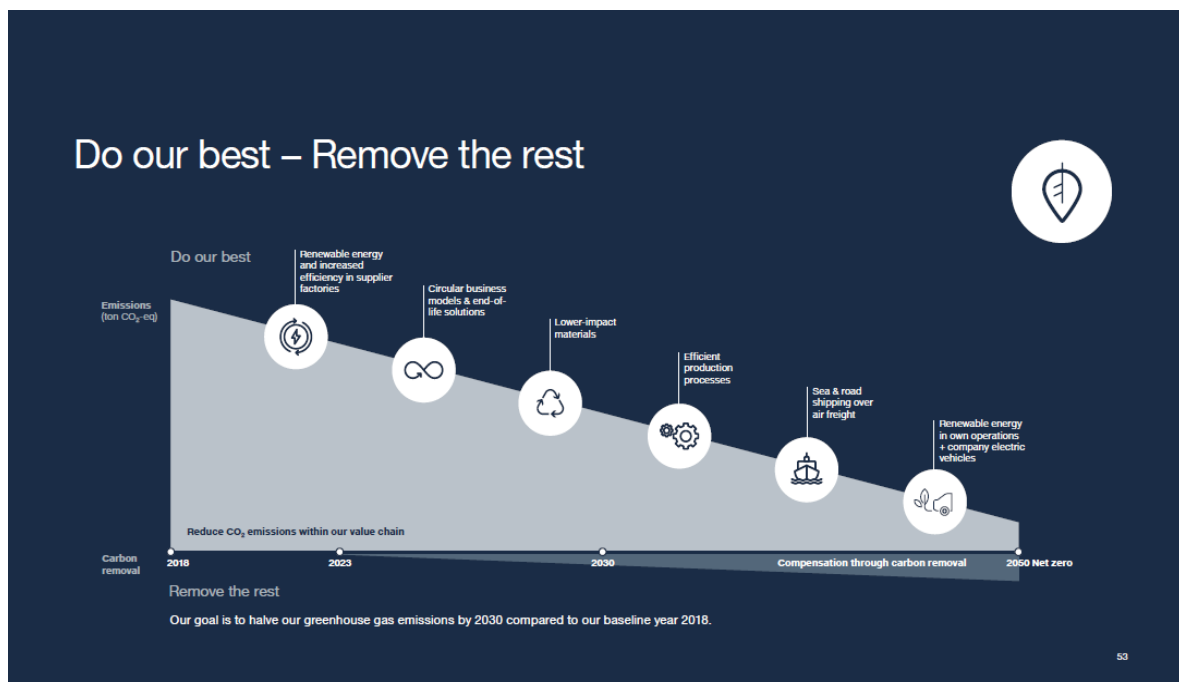 Do our best – Remove the rest
Do our best
Emissions
(ton CO₂-eq)
Renewable energy
and increased
efficiency in supplier
factories
Circular business
models & end-of-
life solutions
Lower-impact
materials
Efficient
production
processes
Sea & road
shipping over
air freight
Renewable energy
in own operations
+ company electric
vehicles
Reduce CO₂ emissions within our value chain
Carbon
removal
2018
2023
2030
Compensation through carbon removal
2050 Net zero
Remove the rest
Our goal is to halve our greenhouse gas emissions by 2030 compared to our baseline year 2018.
53